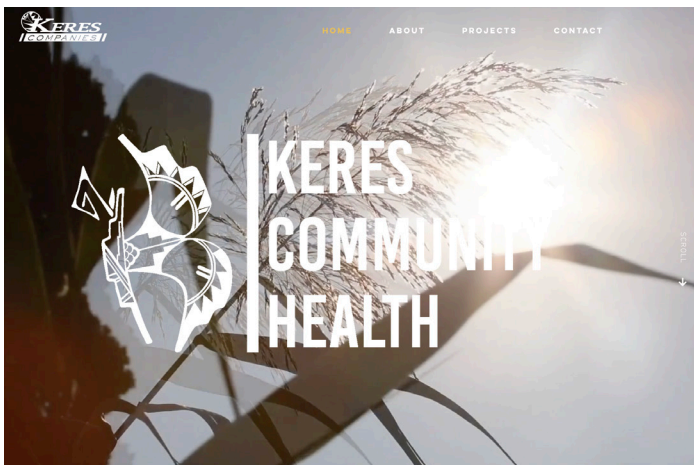 KERES
COMPANIES
HOME ABOUT PROJECTS CONTACT
KERES
COMMUNITY
HEALTH
SCROLL